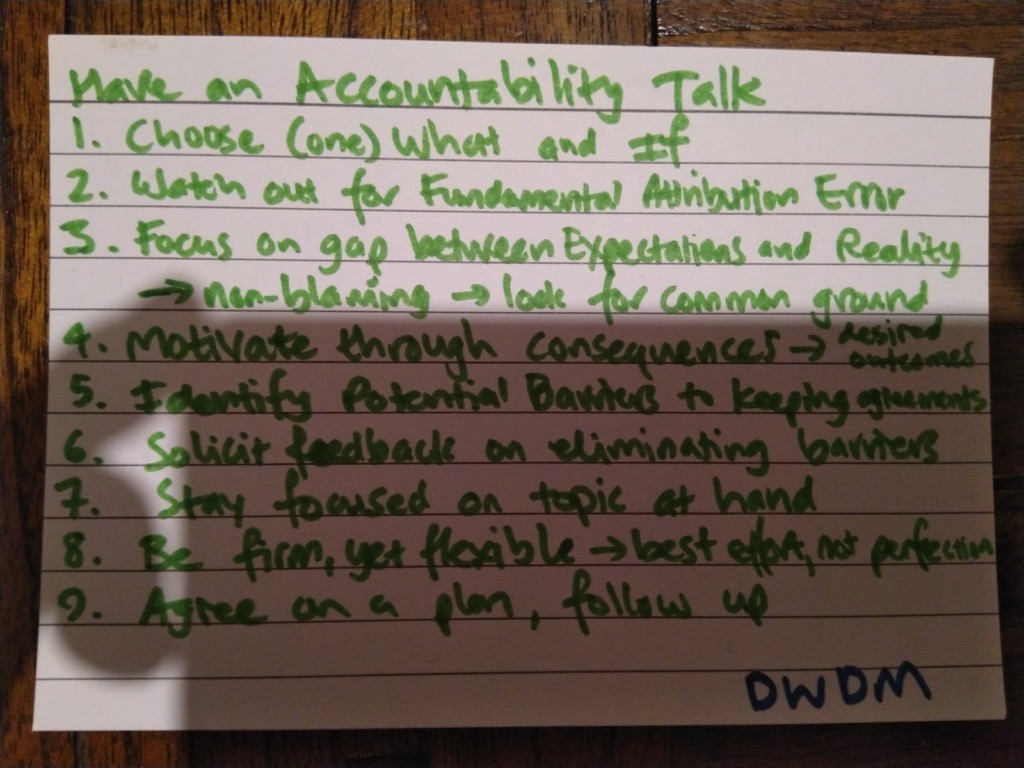 Have an Accountability Talk
1. Choose (one) What and If
2. Watch out for Fundamental Attribution Error
3. Focus on gap between Expectations and Reality
→ non-blaming → look for common ground
4. Motivate through consequences → desired outcomes
5. Identify Potential Barriers to keeping agreements
6. Solicit feedback on eliminating barriers
7. Stay focused on topic at hand
8. Be firm, yet flexible → best effort, not perfection
9. Agree on a plan, follow up
DWDM